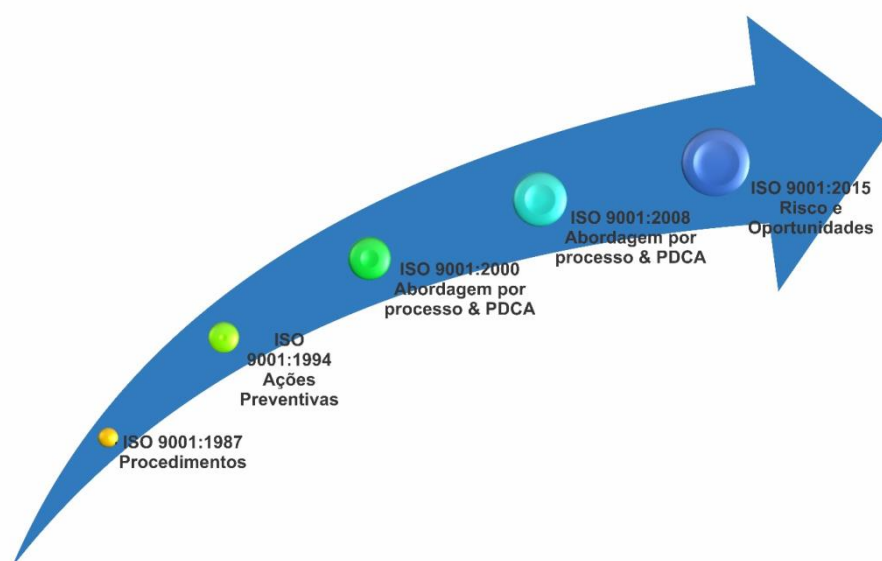 ISO 9001:2015
Risco e
Oportunidades
ISO 9001:2008
Abordagem por
processo & PDCA
ISO 9001:2000
Abordagem por
processo & PDCA
ISO
9001:1994
Ações
Preventivas
ISO 9001:1987
Procedimentos